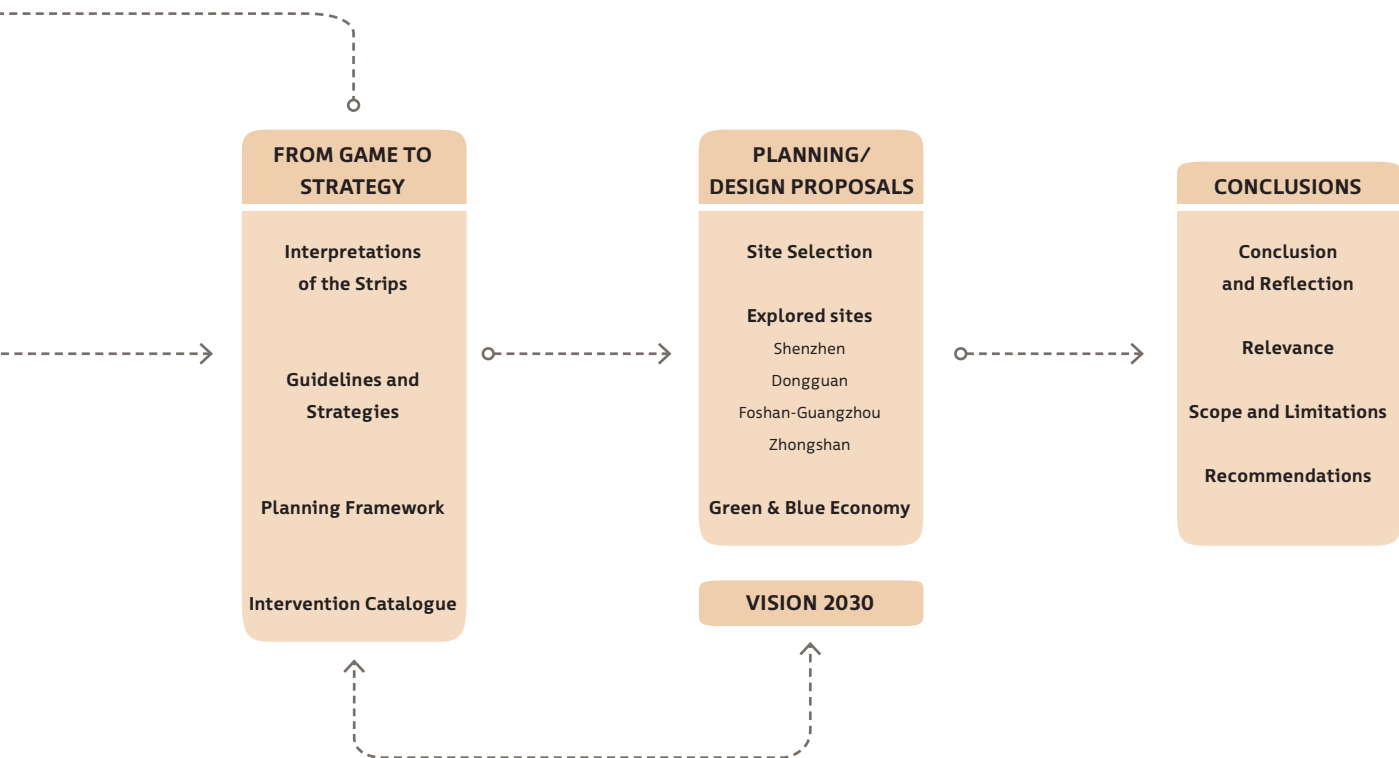 FROM GAME TO
STRATEGY
Interpretations
of the Strips
Guidelines and
Strategies
Planning Framework
Intervention Catalogue
PLANNING/
DESIGN PROPOSALS
Site Selection
Explored sites
Shenzhen
Dongguan
Foshan-Guangzhou
Zhongshan
Green & Blue Economy
VISION 2030
CONCLUSIONS
Conclusion
and Reflection
Relevance
Scope and Limitations
Recommendations